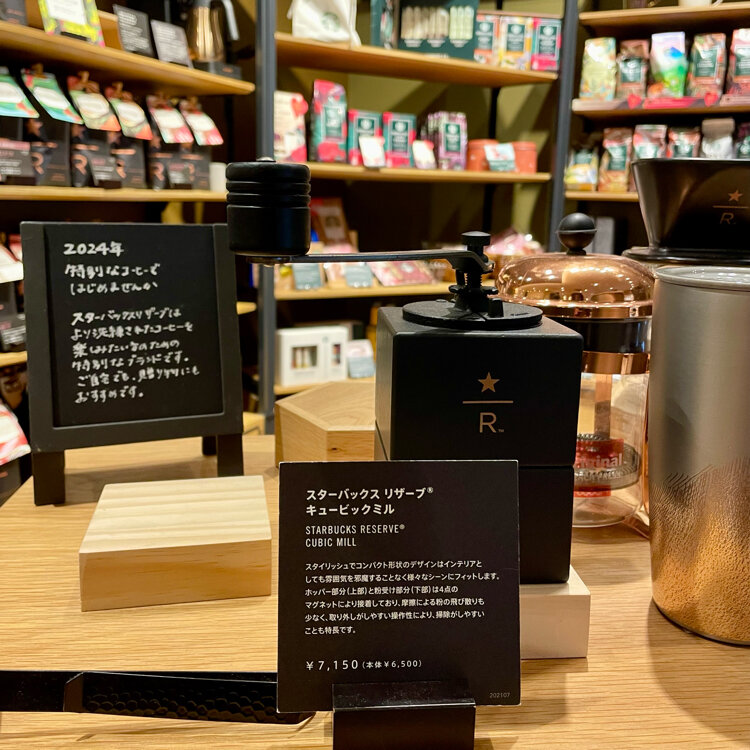 2024年
特別なコーヒーで
はじめませんか
スターバックスリザーブは
より洗練されたコーヒーを
楽しみたい方のための
特別なブランドです。
ご自宅でも、贈り物にも
おすすめです。
R™
スターバックス リザーブ®
キュービックミル
STARBUCKS RESERVE®
CUBIC MILL
スタイリッシュでコンパクト形状のデザインはインテリアと
しても雰囲気を邪魔することなく様々なシーンにフィットします。
ホッパー部分(上部)と粉受け部分(下部)は4点の
マグネットにより接着しており、摩擦による粉の飛び散りも
少なく、取り外しがしやすい操作性により、掃除がしやすい
ことも特長です。
¥7,150(本体¥6,500)
202107
R